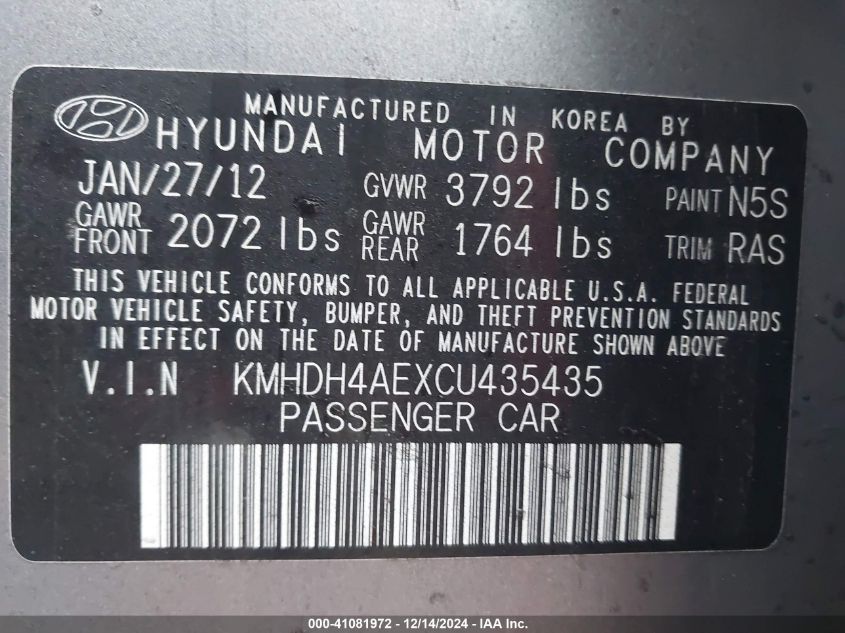 MANUFACTURED IN KOREA BY
HYUNDAI MOTOR COMPANY
JAN/27/12 GVWR 3792 lbs PAINT N5S
GAWR FRONT 2072 lbs GAWR REAR 1764 lbs TRIM RAS
THIS VEHICLE CONFORMS TO ALL APPLICABLE U.S.A. FEDERAL
MOTOR VEHICLE SAFETY, BUMPER, AND THEFT PREVENTION STANDARDS
IN EFFECT ON THE DATE OF MANUFACTURE SHOWN ABOVE
V.I.N KMHDH4AEXCU435435
PASSENGER CAR
000-41081972 - 12/14/2024 - IAA Inc.